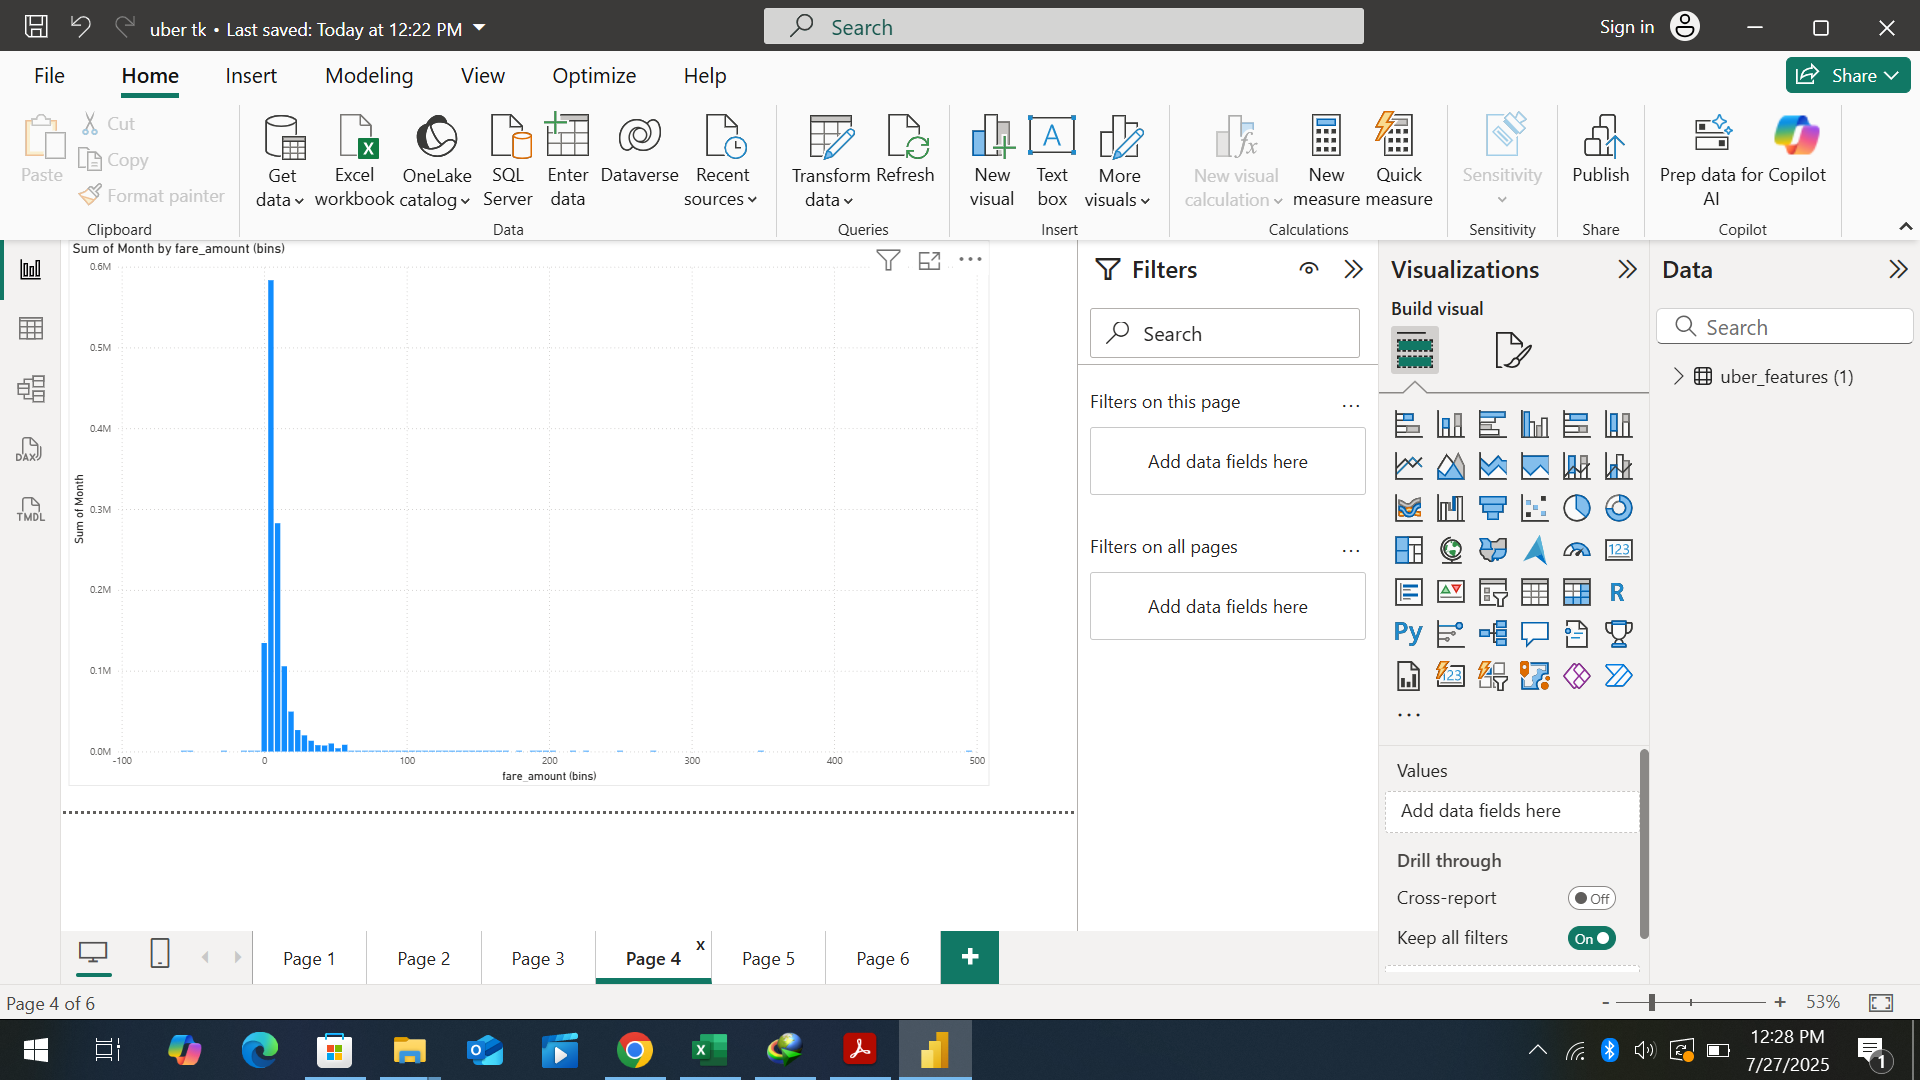 uber tk • Last saved: Today at 12:22 PM
Search
Sign in
File
Home
Insert
Modeling
View
Optimize
Help
Share
Paste
Cut
Copy
Format painter
Clipboard
Get data
Excel workbook
OneLake catalog
SQL Server
Enter data
Dataverse
Recent sources
Data
Transform data
Refresh
Queries
New visual
A
Text box
More visuals
Insert
New visual calculation
New measure
Quick measure
Calculations
Sensitivity
Sensitivity
Publish
Share
Prep data for AI
Copilot
Copilot
DAX
TMDL
Sum of Month by fare_amount (bins)
0.6M
0.5M
0.4M
0.3M
0.2M
0.1M
0.0M
Sum of Month
-100
0
100
200
300
400
500
fare_amount (bins)
Filters
Search
Filters on this page
...
Add data fields here
Filters on all pages
...
Add data fields here
Visualizations
Build visual
123
R
Py
123
...
Values
Add data fields here
Drill through
Cross-report
Off
Keep all filters
On
Data
Search
uber_features (1)
Page 1
Page 2
Page 3
Page 4
x
Page 5
Page 6
+
Page 4 of 6
-
+
53%
12:28 PM
7/27/2025
1